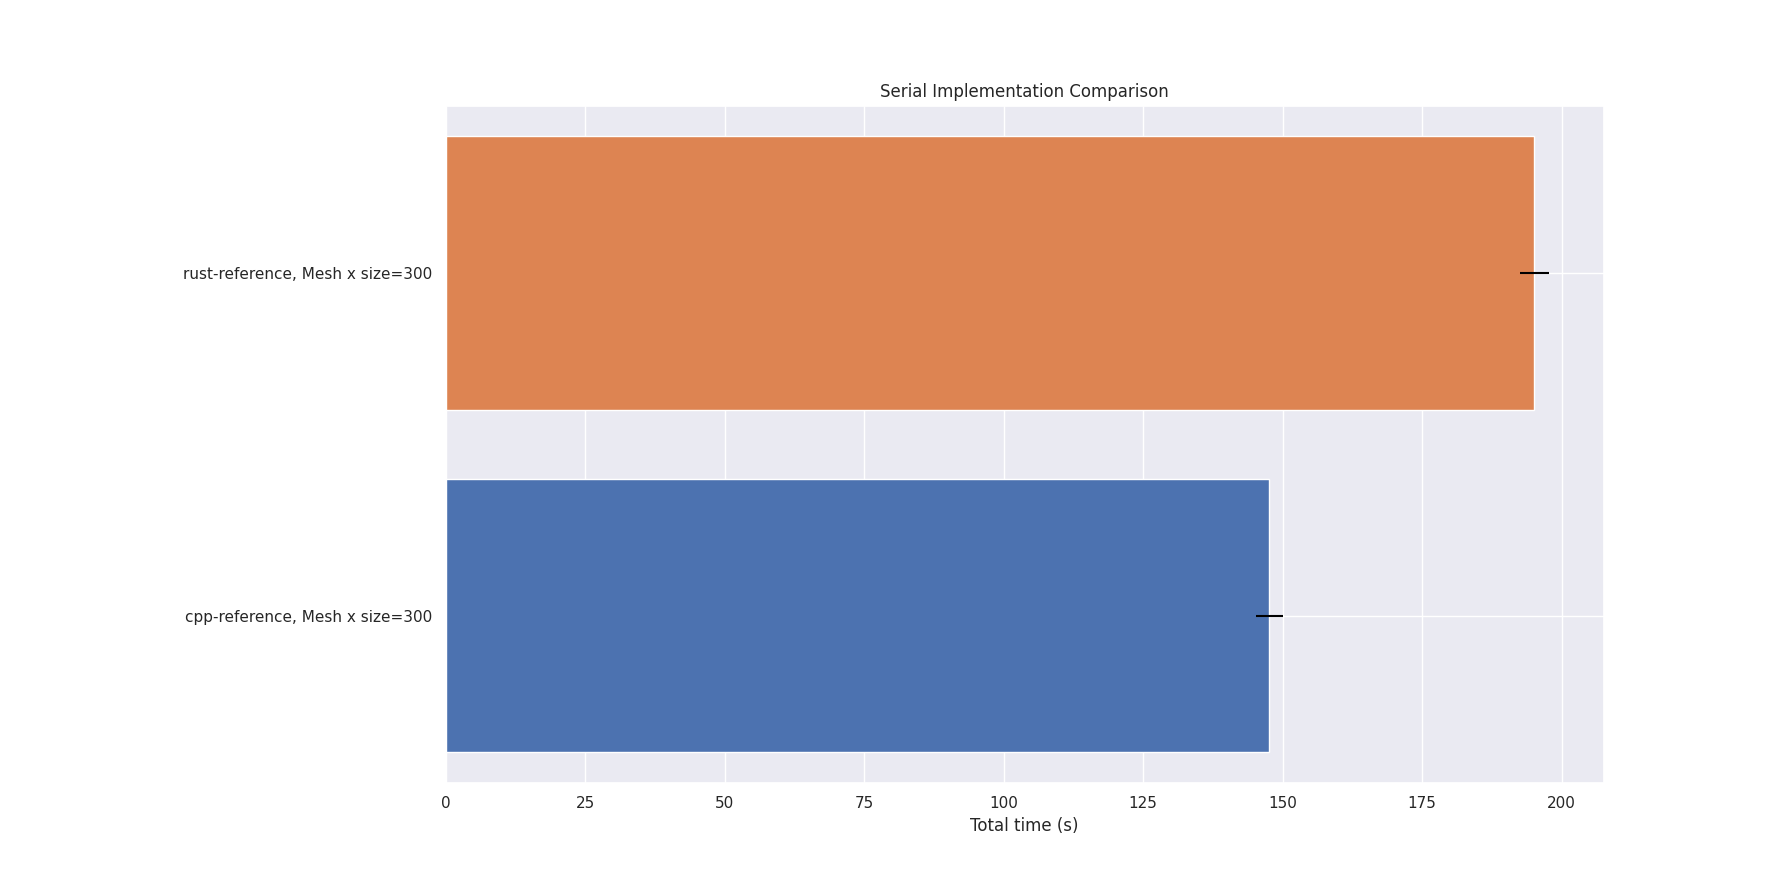 Serial Implementation Comparison
rust-reference, Mesh x size=300
cpp-reference, Mesh x size=300
0 25 50 75 100 125 150 175 200
Total time (s)